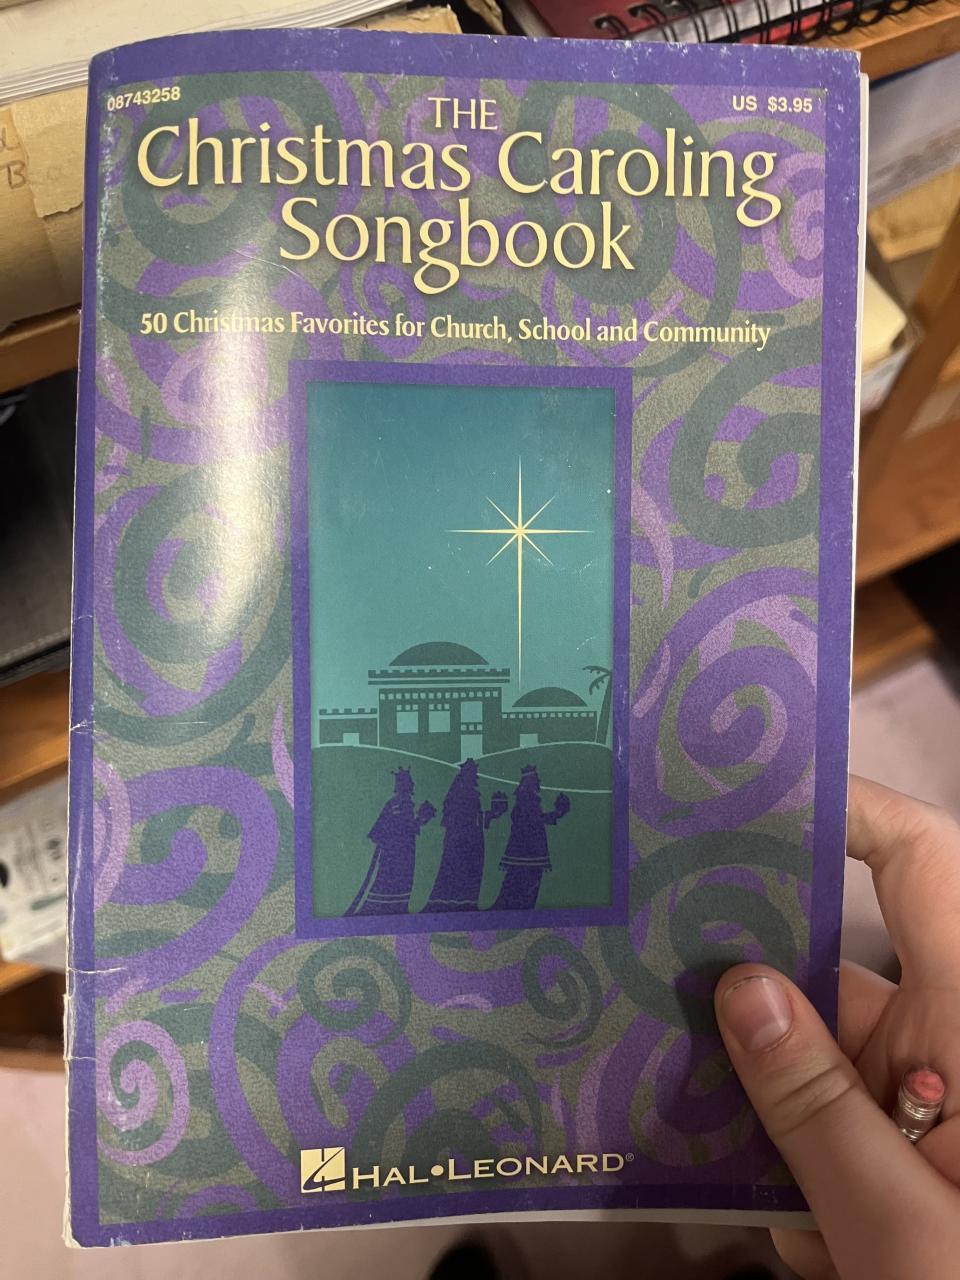 08743258
US $3.95
THE
Christmas Caroling
Songbook
50 Christmas Favorites for Church, School and Community
HAL•LEONARD®